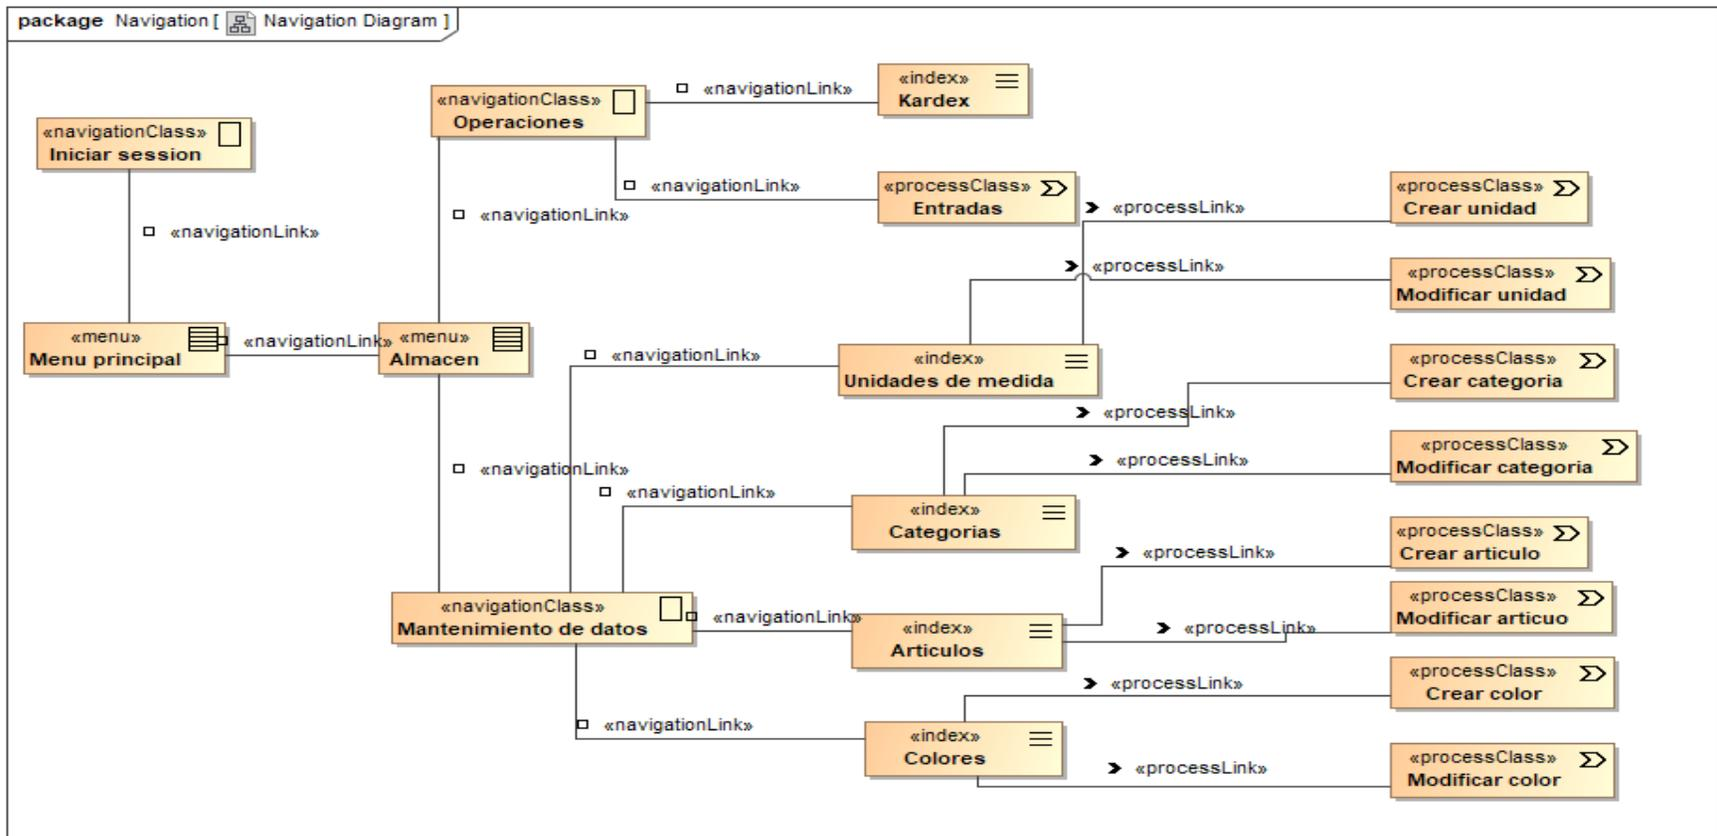 package Navigation [ Navigation Diagram ]
«navigationClass»
Iniciar session
«navigationLink»
«menu»
Menu principal
«navigationLink»
«menu»
Almacen
«navigationLink»
«navigationClass»
Operaciones
«navigationLink»
«index»
Kardex
«navigationLink»
«processClass»
Entradas
«navigationLink»
«navigationClass»
Mantenimiento de datos
«navigationLink»
«index»
Unidades de medida
«processLink»
«processClass»
Crear unidad
«processLink»
«processClass»
Modificar unidad
«navigationLink»
«index»
Categorias
«processLink»
«processClass»
Crear categoria
«processLink»
«processClass»
Modificar categoria
«navigationLink»
«index»
Articulos
«processLink»
«processClass»
Crear articulo
«processLink»
«processClass»
Modificar articuo
«navigationLink»
«index»
Colores
«processLink»
«processClass»
Crear color
«processLink»
«processClass»
Modificar color